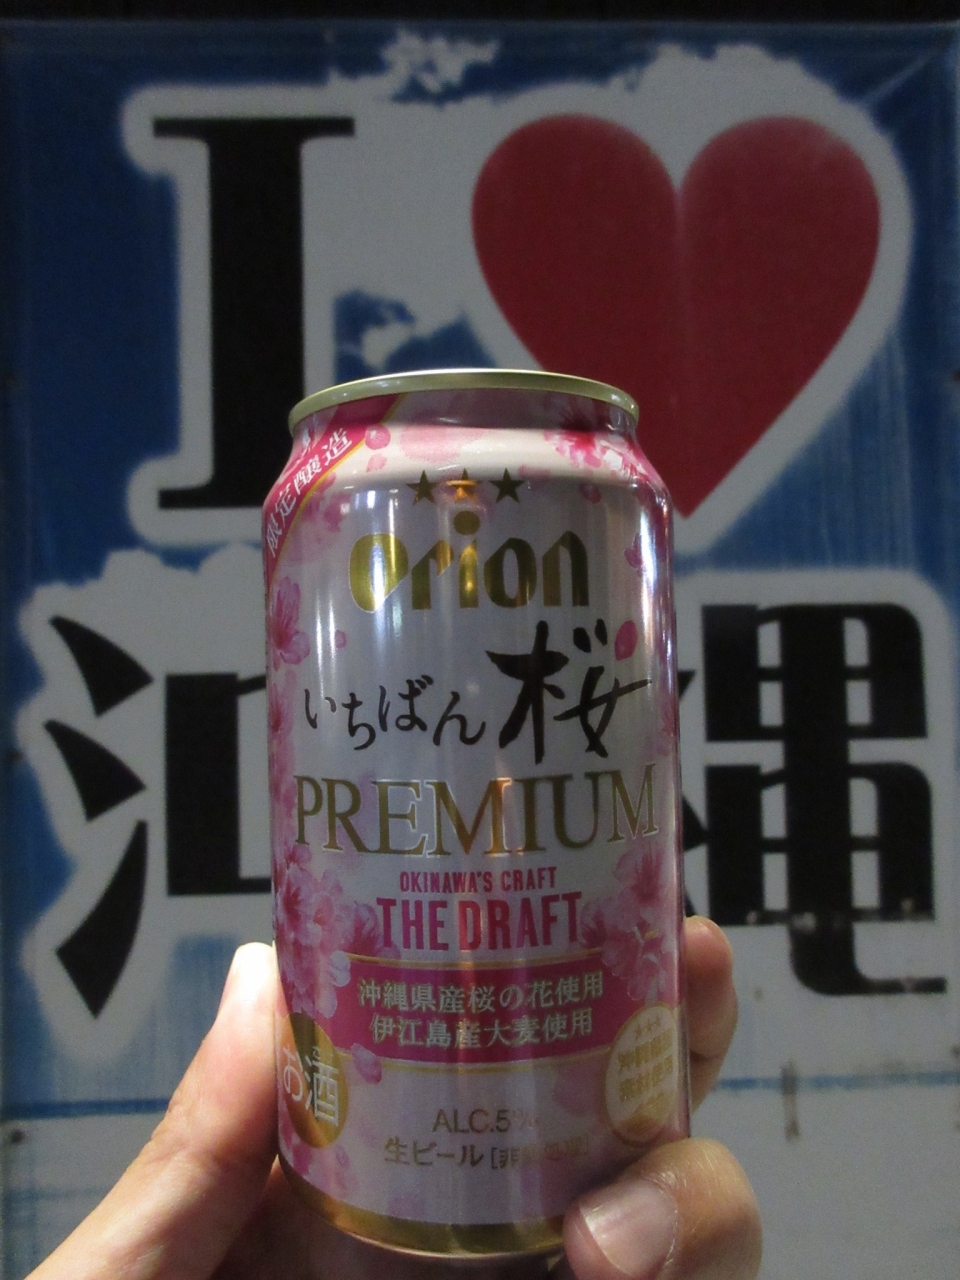 I
沖縄
限定醸造
orion
いちばん桜
PREMIUM
OKINAWA'S CRAFT
THE DRAFT
沖縄県産桜の花使用
伊江島産大麦使用
お酒
ALC.5%
生ビール